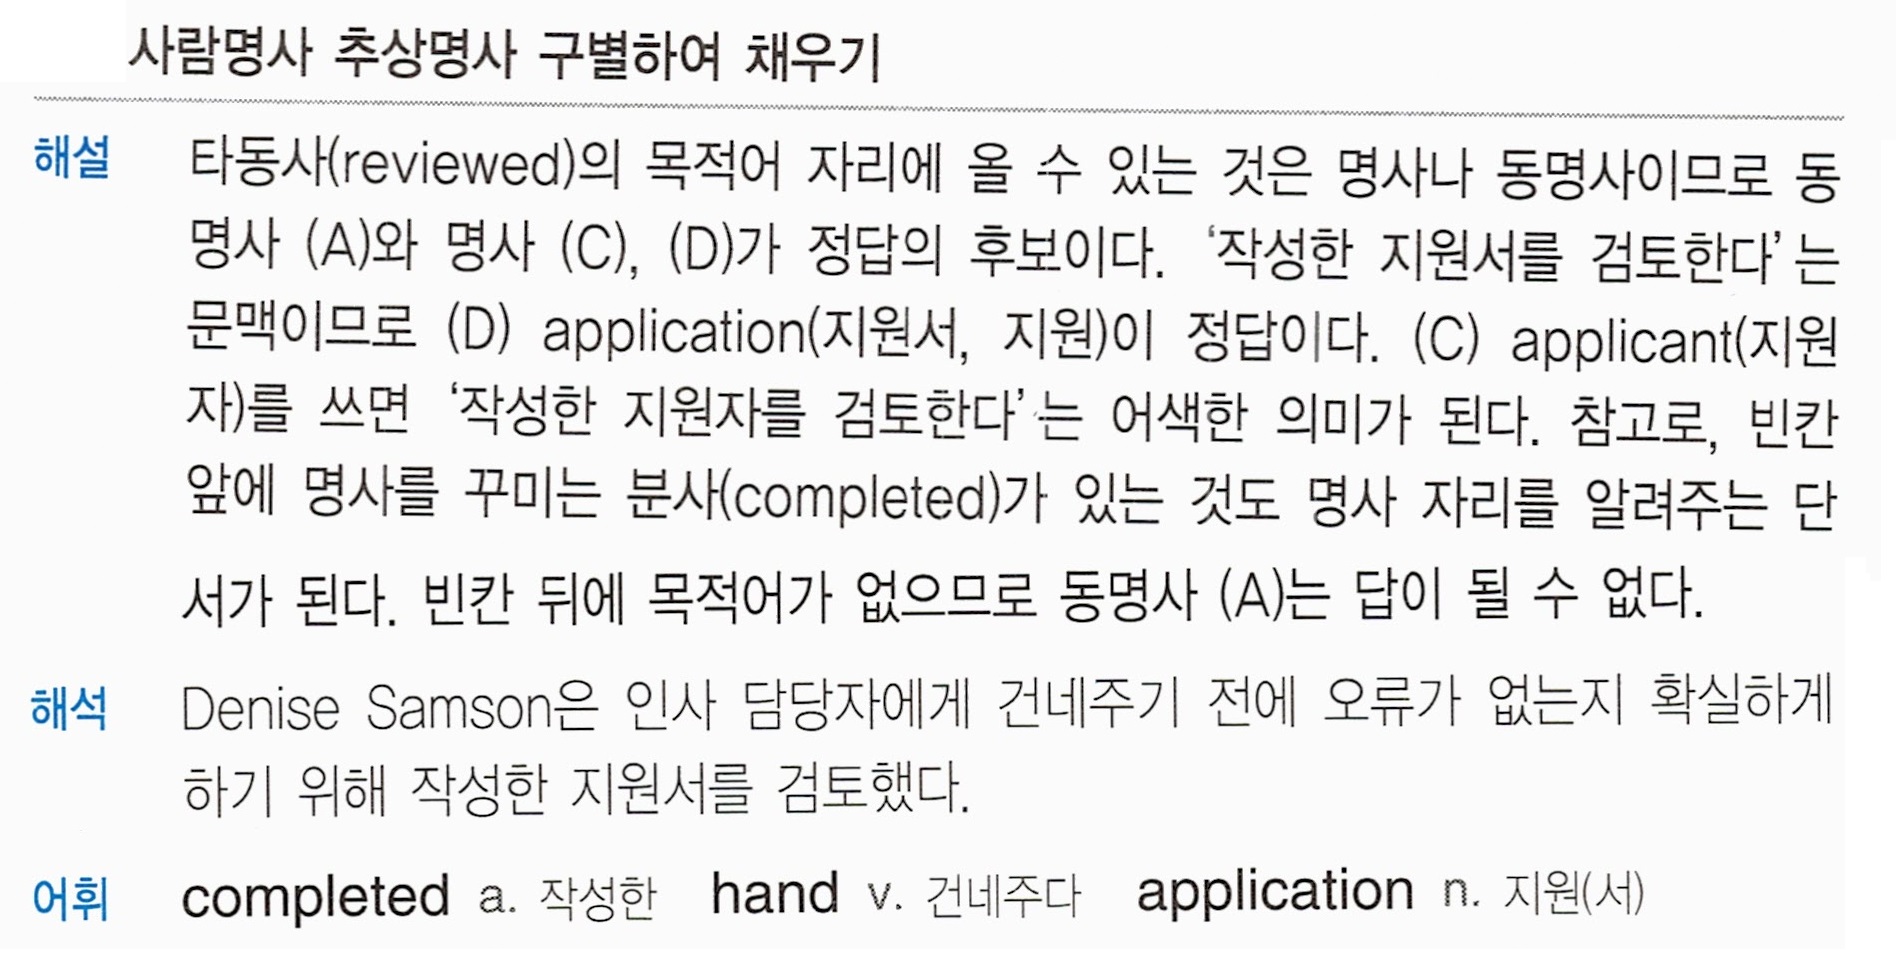 사람명사 추상명사 구별하여 채우기
해설 타동사(reviewed)의 목적어 자리에 올 수 있는 것은 명사나 동명사이므로 동
명사 (A)와 명사 (C), (D)가 정답의 후보이다. '작성한 지원서를 검토한다'는
문맥이므로 (D) application(지원서, 지원)이 정답이다. (C) applicant(지원
자)를 쓰면 '작성한 지원자를 검토한다'는 어색한 의미가 된다. 참고로, 빈칸
앞에 명사를 꾸미는 분사(completed)가 있는 것도 명사 자리를 알려주는 단
서가 된다. 빈칸 뒤에 목적어가 없으므로 동명사 (A)는 답이 될 수 없다.
해석 Denise Samson은 인사 담당자에게 건네주기 전에 오류가 없는지 확실하게
하기 위해 작성한 지원서를 검토했다.
어휘 completed a. 작성한 hand v. 건네주다 application n. 지원(서)